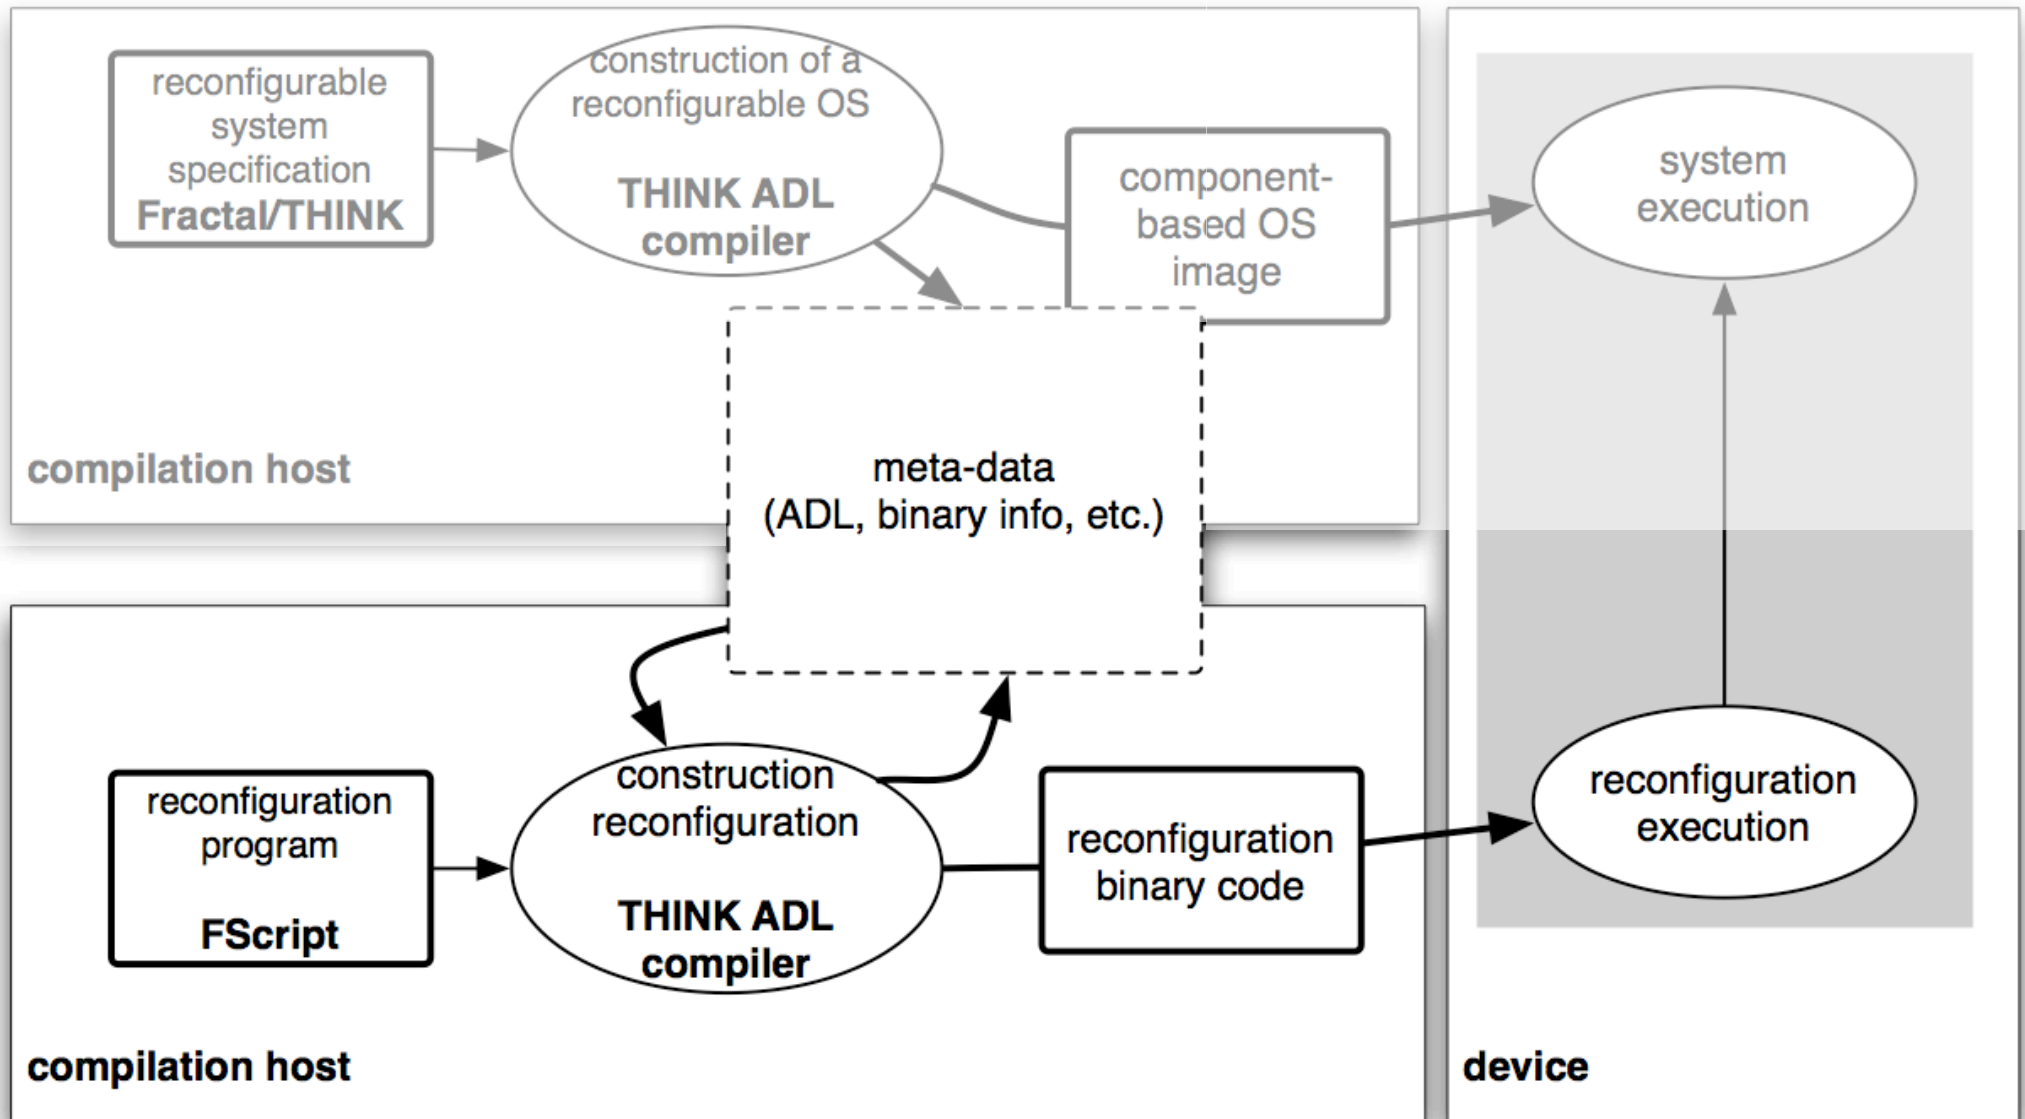 reconfigurable
system
specification
Fractal/THINK
construction of a
reconfigurable OS
THINK ADL
compiler
component-
based OS
image
system
execution
compilation host
meta-data
(ADL, binary info, etc.)
reconfiguration
program
FScript
construction
reconfiguration
THINK ADL
compiler
reconfiguration
binary code
reconfiguration
execution
compilation host
device